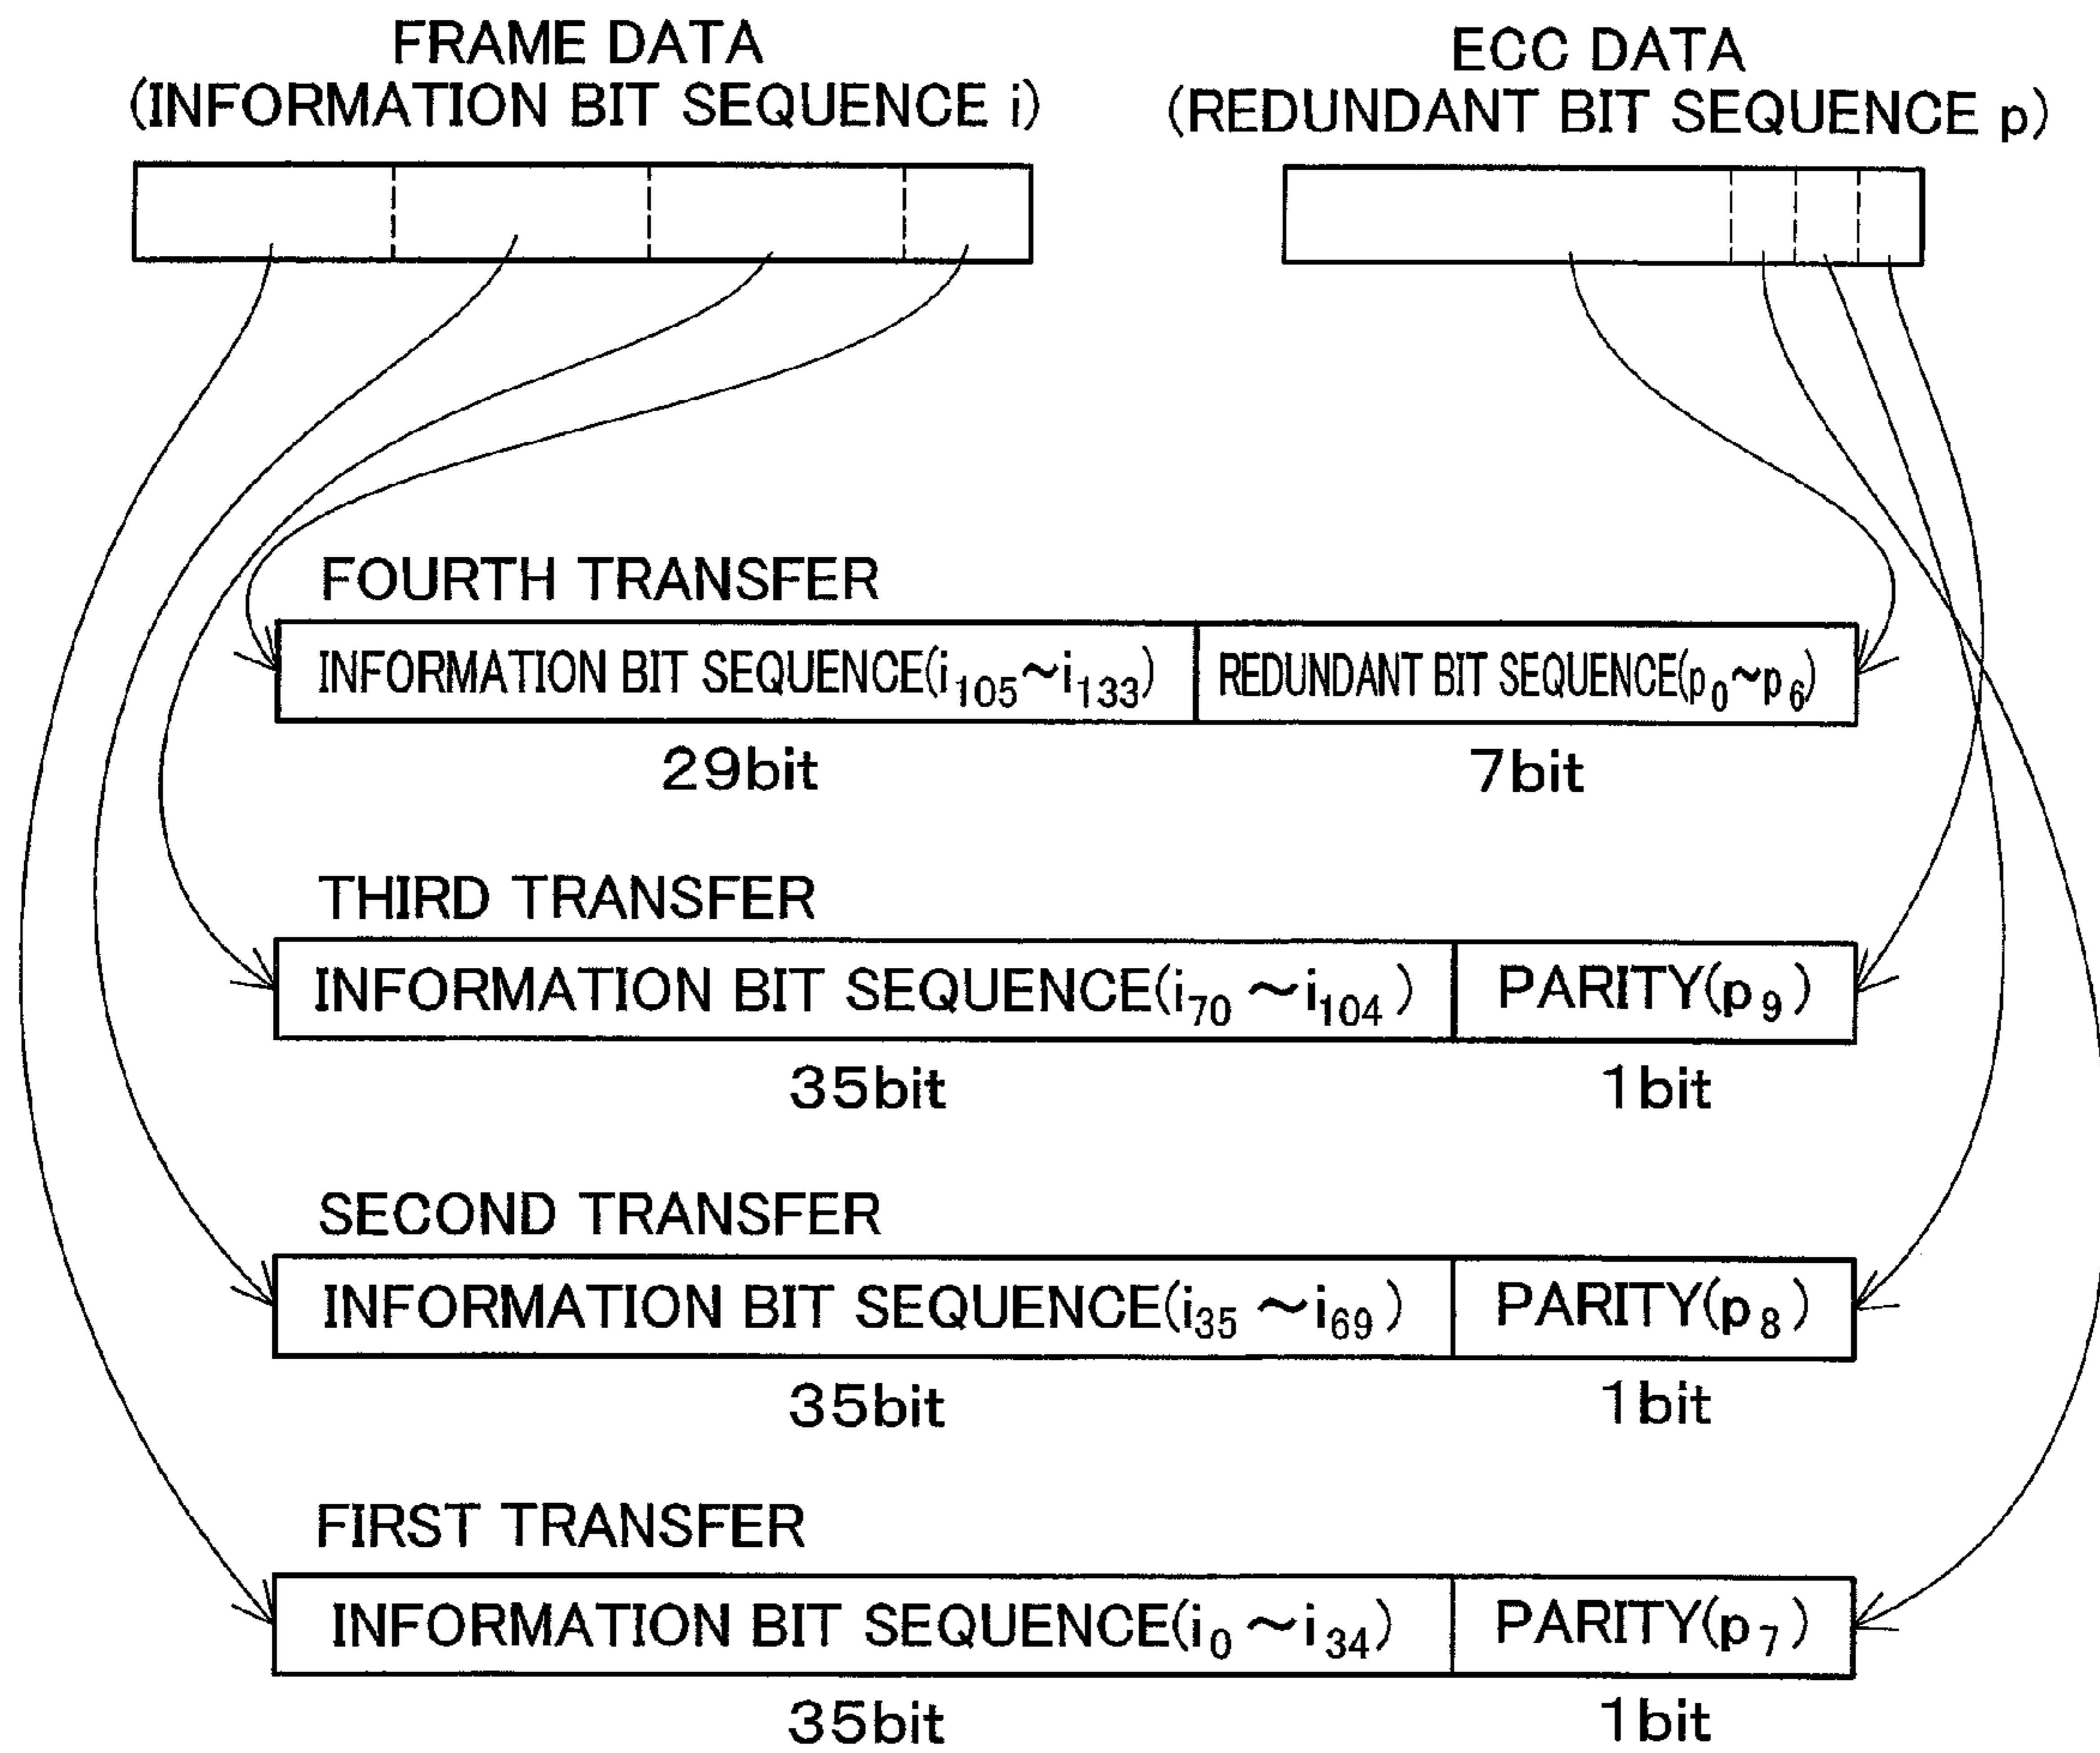 FRAME DATA
(INFORMATION BIT SEQUENCE i)
ECC DATA
(REDUNDANT BIT SEQUENCE p)
FOURTH TRANSFER
INFORMATION BIT SEQUENCE(i105~i133) REDUNDANT BIT SEQUENCE(p0~p6)
29bit 7bit
THIRD TRANSFER
INFORMATION BIT SEQUENCE(i70 ~i104) PARITY(p9)
35bit 1bit
SECOND TRANSFER
INFORMATION BIT SEQUENCE(i35 ~i69) PARITY(p8)
35bit 1bit
FIRST TRANSFER
INFORMATION BIT SEQUENCE(i0 ~i34) PARITY(p7)
35bit 1bit